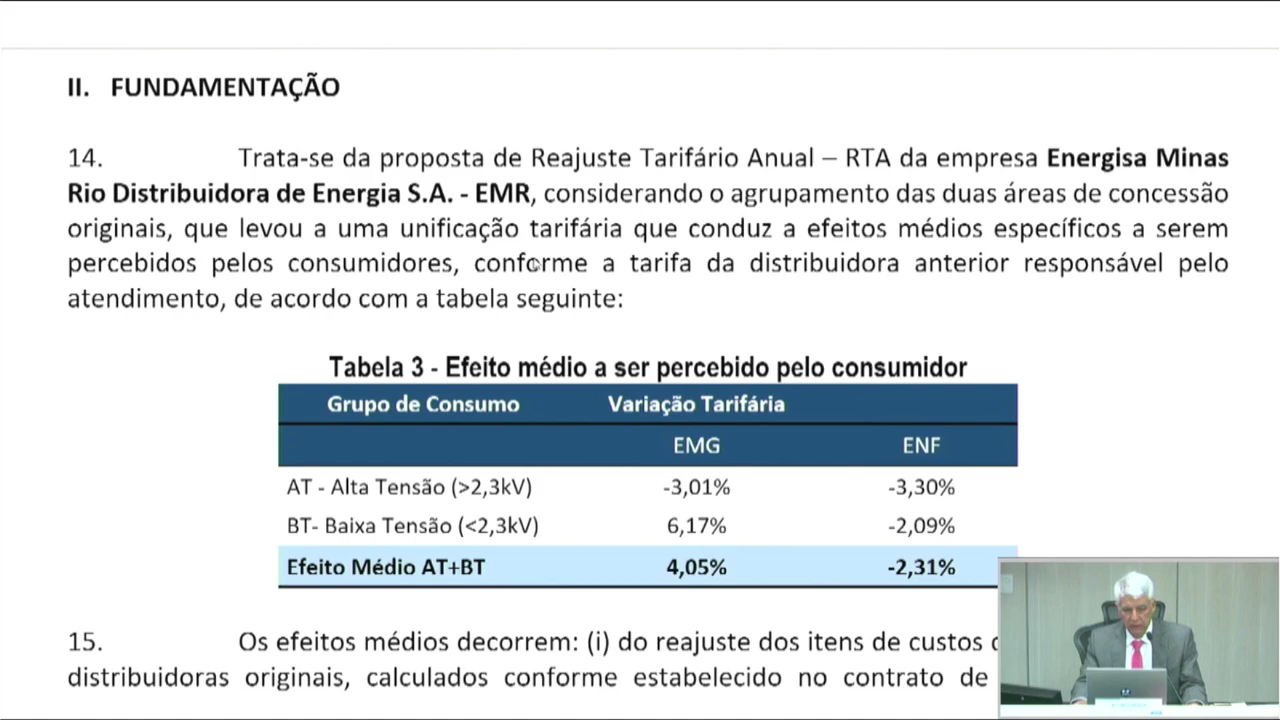 II. FUNDAMENTAÇÃO
14. Trata-se da proposta de Reajuste Tarifário Anual – RTA da empresa Energisa Minas
Rio Distribuidora de Energia S.A. - EMR, considerando o agrupamento das duas áreas de concessão
originais, que levou a uma unificação tarifária que conduz a efeitos médios específicos a serem
percebidos pelos consumidores, conforme a tarifa da distribuidora anterior responsável pelo
atendimento, de acordo com a tabela seguinte:
Tabela 3 - Efeito médio a ser percebido pelo consumidor
Grupo de Consumo Variação Tarifária
EMG ENF
AT - Alta Tensão (>2,3kV) -3,01% -3,30%
BT- Baixa Tensão (<2,3kV) 6,17% -2,09%
Efeito Médio AT+BT 4,05% -2,31%
15. Os efeitos médios decorrem: (i) do reajuste dos itens de custos
distribuidoras originais, calculados conforme estabelecido no contrato de